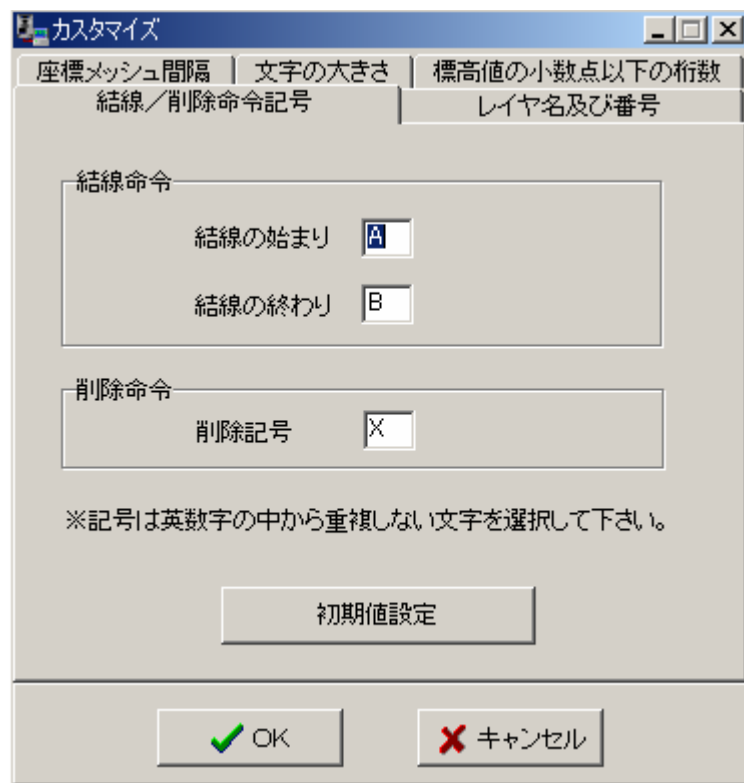 カスタマイズ
座標メッシュ間隔 文字の大きさ 標高値の小数点以下の桁数
結線／削除命令記号 レイヤ名及び番号
結線命令
結線の始まり A
結線の終わり B
削除命令
削除記号 X
※記号は英数字の中から重複しない文字を選択して下さい。
初期値設定
OK キャンセル